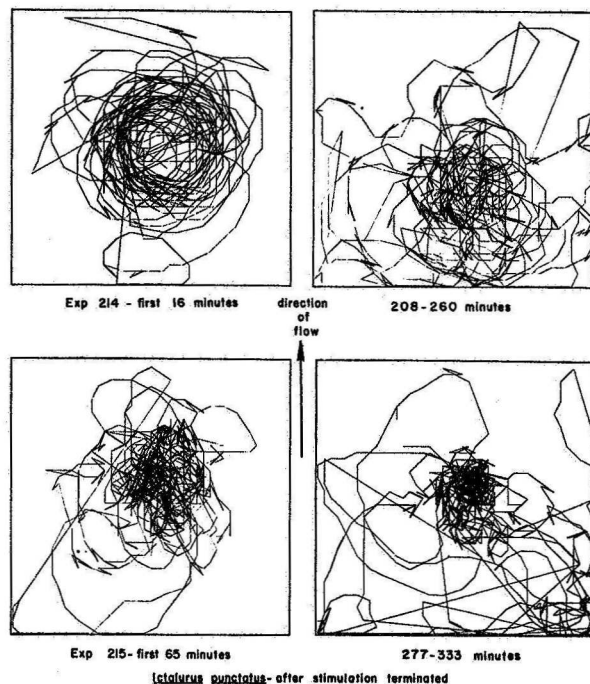 Exp 214 - first 16 minutes
direction
of
flow
208-260 minutes
Exp 215-first 65 minutes
277-333 minutes
Ictalurus punctatus-after stimulation terminated